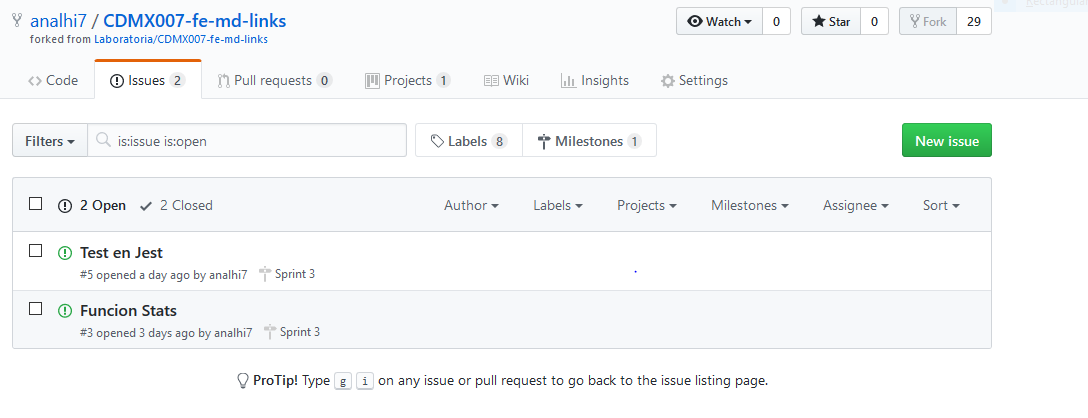 analhi7 / CDMX007-fe-md-links
Watch 0 Star 0 Fork 29
forked from Laboratoria/CDMX007-fe-md-links
Code Issues 2 Pull requests 0 Projects 1 Wiki Insights Settings
Filters is:issue is:open Labels 8 Milestones 1 New issue
2 Open 2 Closed Author Labels Projects Milestones Assignee Sort
Test en Jest
#5 opened a day ago by analhi7 Sprint 3
Funcion Stats
#3 opened 3 days ago by analhi7 Sprint 3
ProTip! Type g i on any issue or pull request to go back to the issue listing page.